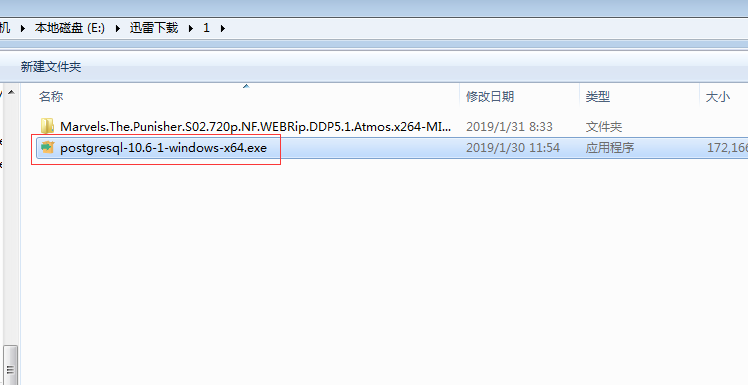 机 ▸ 本地磁盘 (E:) ▸ 迅雷下载 ▸ 1 ▸
新建文件夹
名称 修改日期 类型 大小
Marvels.The.Punisher.S02.720p.NF.WEBRip.DDP5.1.Atmos.x264-MI... 2019/1/31 8:33 文件夹
postgresql-10.6-1-windows-x64.exe 2019/1/30 11:54 应用程序 172,166